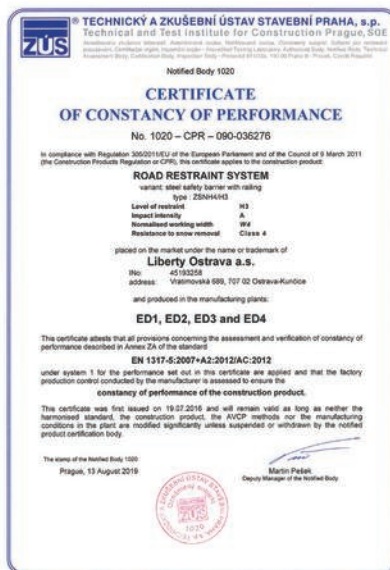 TECHNICKÝ A ZKUŠEBNÍ ÚSTAV STAVEBNÍ PRAHA, s.p.
Technical and Test Institute for Construction Prague, SOE
ZÚS
Notified Body 1020
CERTIFICATE
OF CONSTANCY OF PERFORMANCE
No. 1020 – CPR – 090-036276
In compliance with Regulation 305/2011/EU of the European Parliament and of the Council of 9 March 2011
(the Construction Products Regulation or CPR), this certificate applies to the construction product:
ROAD RESTRAINT SYSTEM
variant: steel safety barrier with railing
type : ZSNH4/H3
Level of restraint H3
Impact intensity A
Normalised working width W4
Resistance to snow removal Class 4
placed on the market under the name or trademark of
Liberty Ostrava a.s.
INo: 45193258
address: Vratimovská 689, 707 02 Ostrava-Kunčice
and produced in the manufacturing plants:
ED1, ED2, ED3 and ED4
This certificate attests that all provisions concerning the assessment and verification of constancy of
performance described in Annex ZA of the standard
EN 1317-5:2007+A2:2012/AC:2012
under system 1 for the performance set out in this certificate are applied and that the factory
production control conducted by the manufacturer is assessed to ensure the
constancy of performance of the construction product.
This certificate was first issued on 19.07.2016 and will remain valid as long as neither the
harmonised standard, the construction product, the AVCP methods nor the manufacturing
conditions in the plant are modified significantly unless suspended or withdrawn by the notified
product certification body.
The stamp of the Notified Body 1020
Prague, 13 August 2019
Martin Pešek
Deputy Manager of the Notified Body
ZÚS
1020